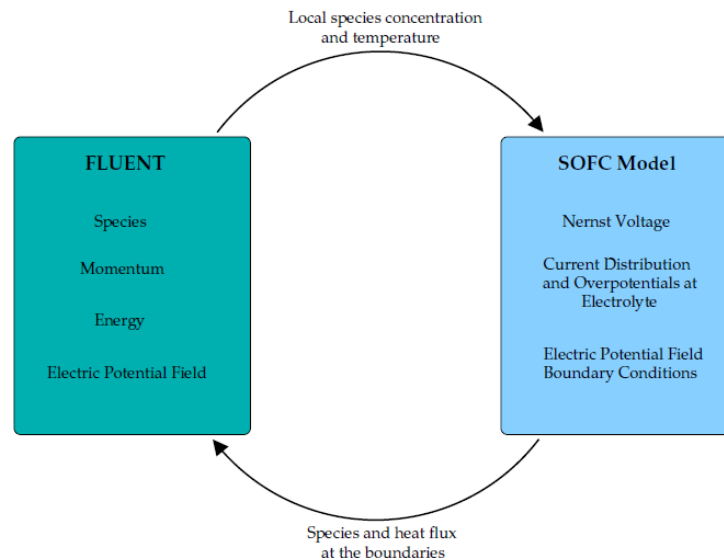 Local species concentration
and temperature
FLUENT
Species
Momentum
Energy
Electric Potential Field
SOFC Model
Nernst Voltage
Current Distribution
and Overpotentials at
Electrolyte
Electric Potential Field
Boundary Conditions
Species and heat flux
at the boundaries